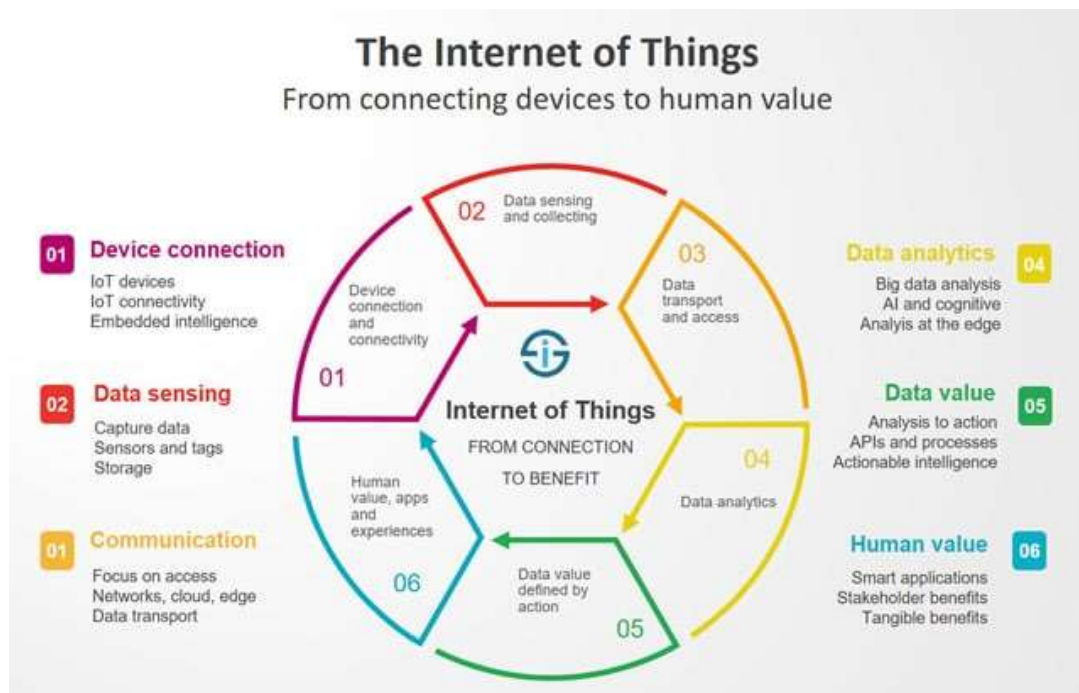 The Internet of Things
From connecting devices to human value
01
Device connection
IoT devices
IoT connectivity
Embedded intelligence
02
Data sensing
Capture data
Sensors and tags
Storage
01
Communication
Focus on access
Networks, cloud, edge
Data transport
Device
connection
and
connectivity
01
02
Data sensing
and collecting
03
Data
transport
and access
04
Data analytics
Data value
defined by
action
05
Human
value, apps
and
experiences
06
Internet of Things
FROM CONNECTION
TO BENEFIT
Data analytics
04
Big data analysis
AI and cognitive
Analyis at the edge
Data value
05
Analysis to action
APIs and processes
Actionable intelligence
Human value
06
Smart applications
Stakeholder benefits
Tangible benefits